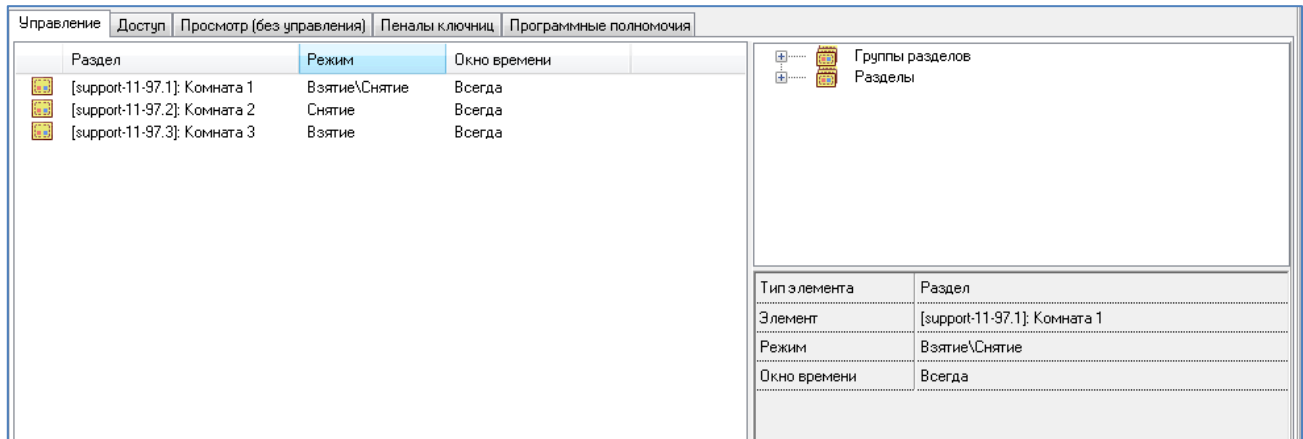 Управление Доступ Просмотр (без управления) Пеналы ключниц Программные полномочия
Раздел Режим Окно времени
[support-11-97.1]: Комната 1 Взятие\Снятие Всегда
[support-11-97.2]: Комната 2 Снятие Всегда
[support-11-97.3]: Комната 3 Взятие Всегда
Группы разделов
Разделы
Тип элемента Раздел
Элемент [support-11-97.1]: Комната 1
Режим Взятие\Снятие
Окно времени Всегда